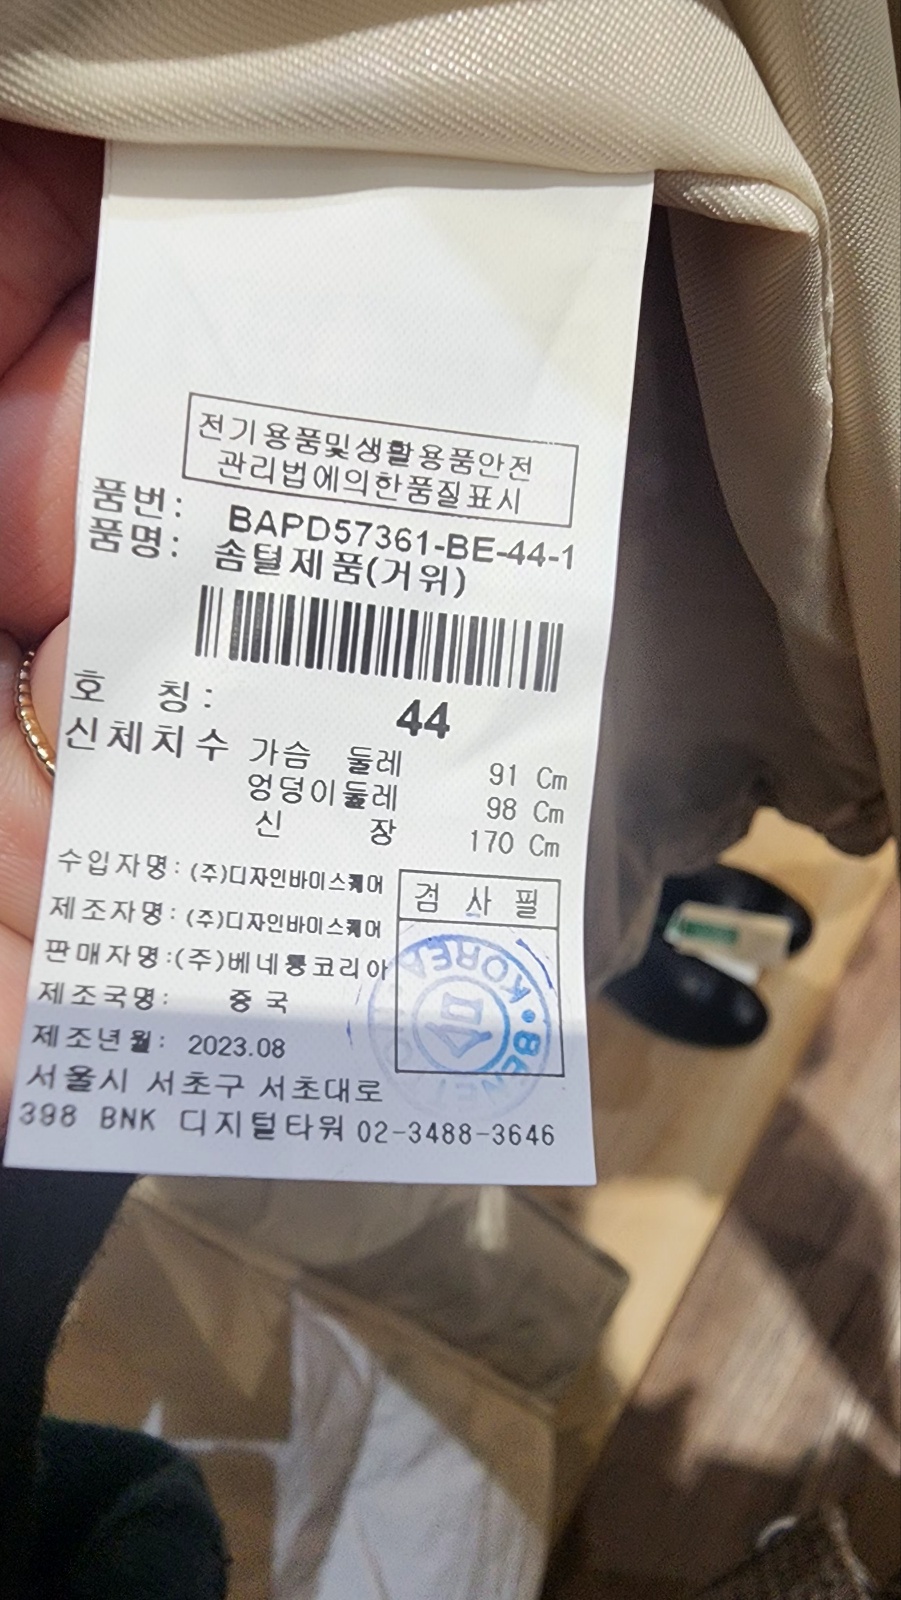 전기용품및생활용품안전
관리법에의한품질표시
품번: BAPD57361-BE-44-1
품명: 솜털제품(거위)
호 칭: 44
신체치수 가슴 둘레 91 Cm
엉덩이둘레 98 Cm
신 장 170 Cm
수입자명: (주)디자인바이스퀘어
제조자명: (주)디자인바이스퀘어
판매자명:(주)베네통코리아
제조국명: 중국
제조년월: 2023.08
검 사 필
KOREA
서울시 서초구 서초대로
398 BNK 디지털타워 02-3488-3646